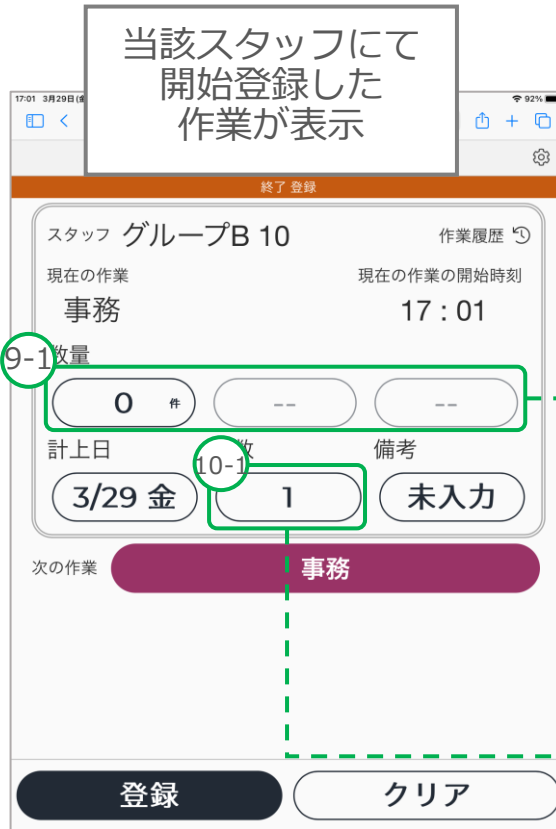 当該スタッフにて
開始登録した
作業が表示
17:01 3月29日(金
92%
終了 登録
スタッフ グループB 10 作業履歴
現在の作業 現在の作業の開始時刻
事務 17:01
9-1 数量
0 件 -- --
計上日 10-1 数 備考
3/29 金 1 未入力
次の作業 事務
登録 クリア